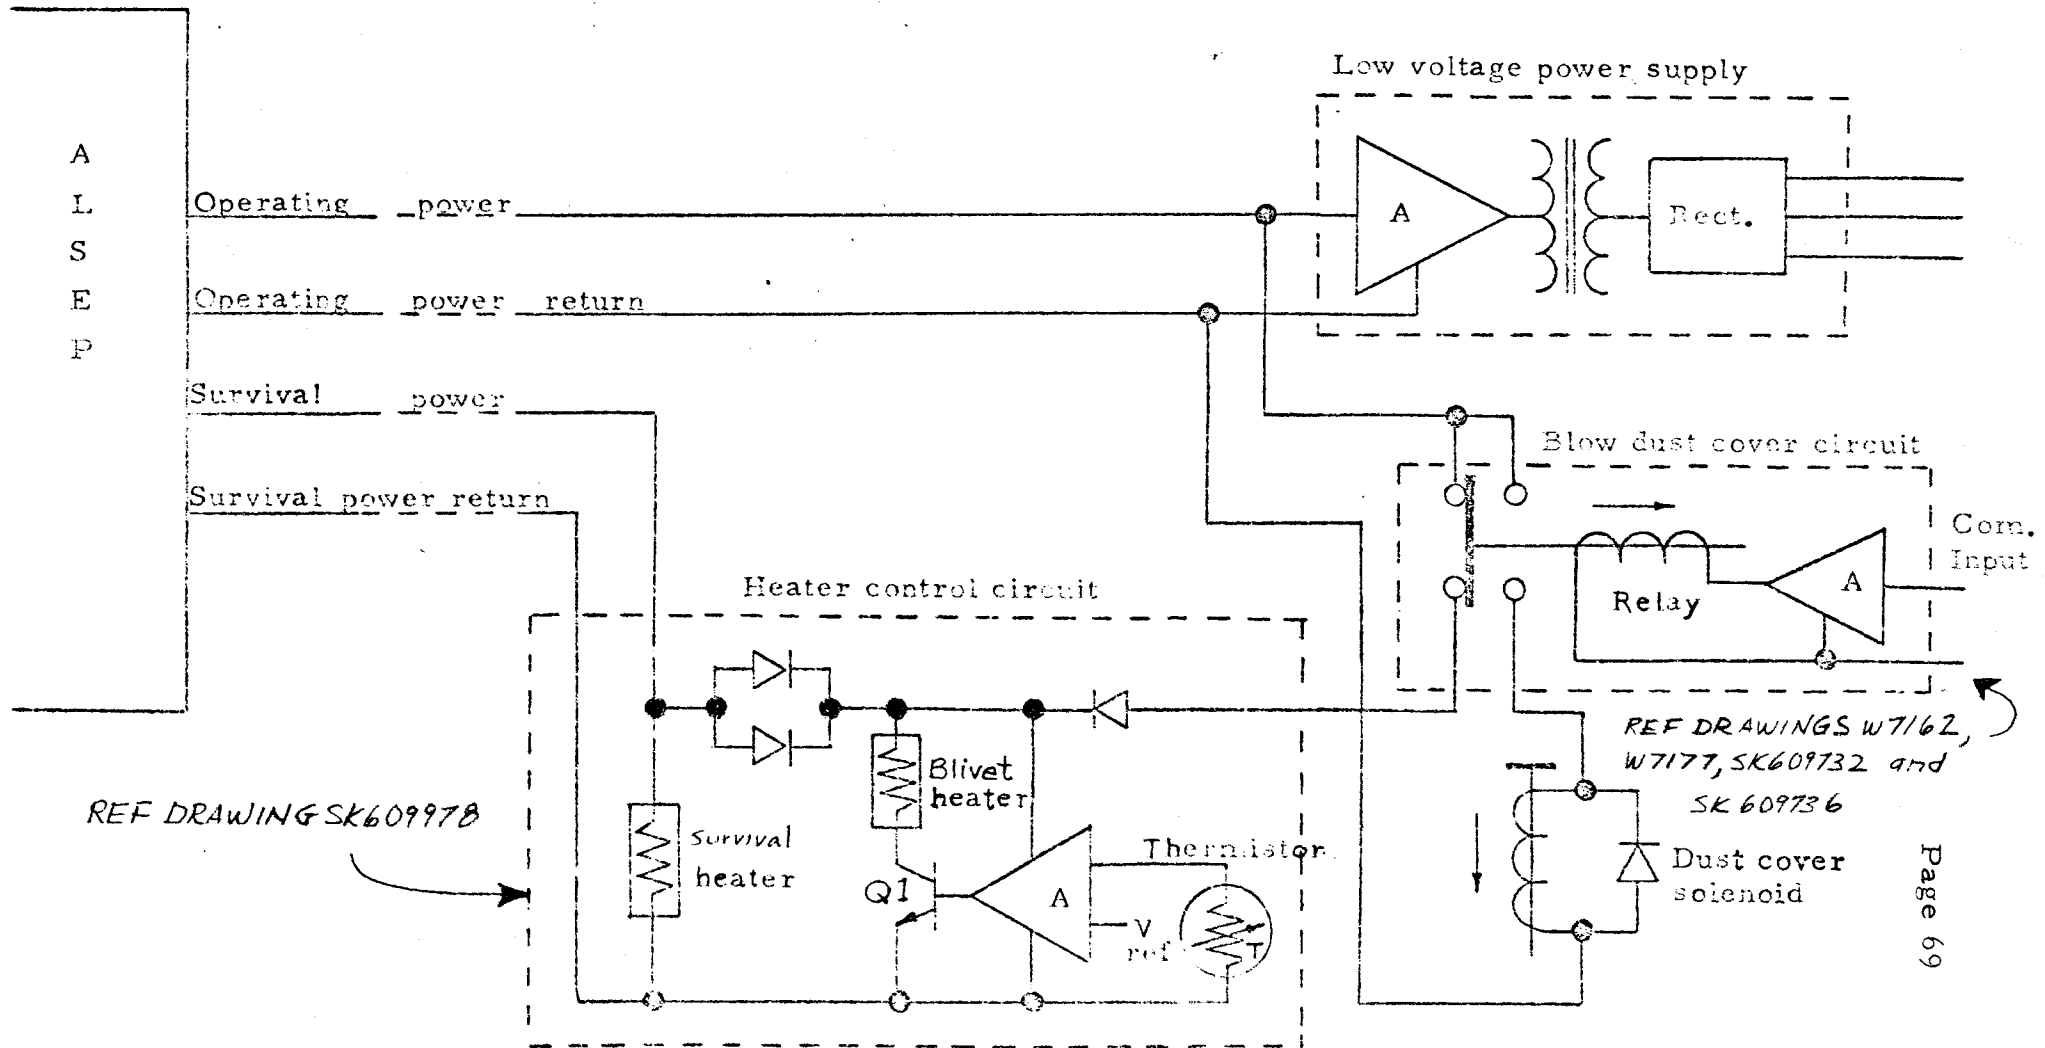 Low voltage power supply
A
L
S
E
P
Operating power
A
Rect.
Operating power return
Survival power
Blow dust cover circuit
Survival power return
Com.
Input
A
Relay
Heater control circuit
REF DRAWINGS W7162,
W7177, SK609732 and
SK 609736
Blivet
heater
REF DRAWING SK609978
Survival
heater
Q1
A
Thermistor
V
ref
T
Dust cover
solenoid
Page 69